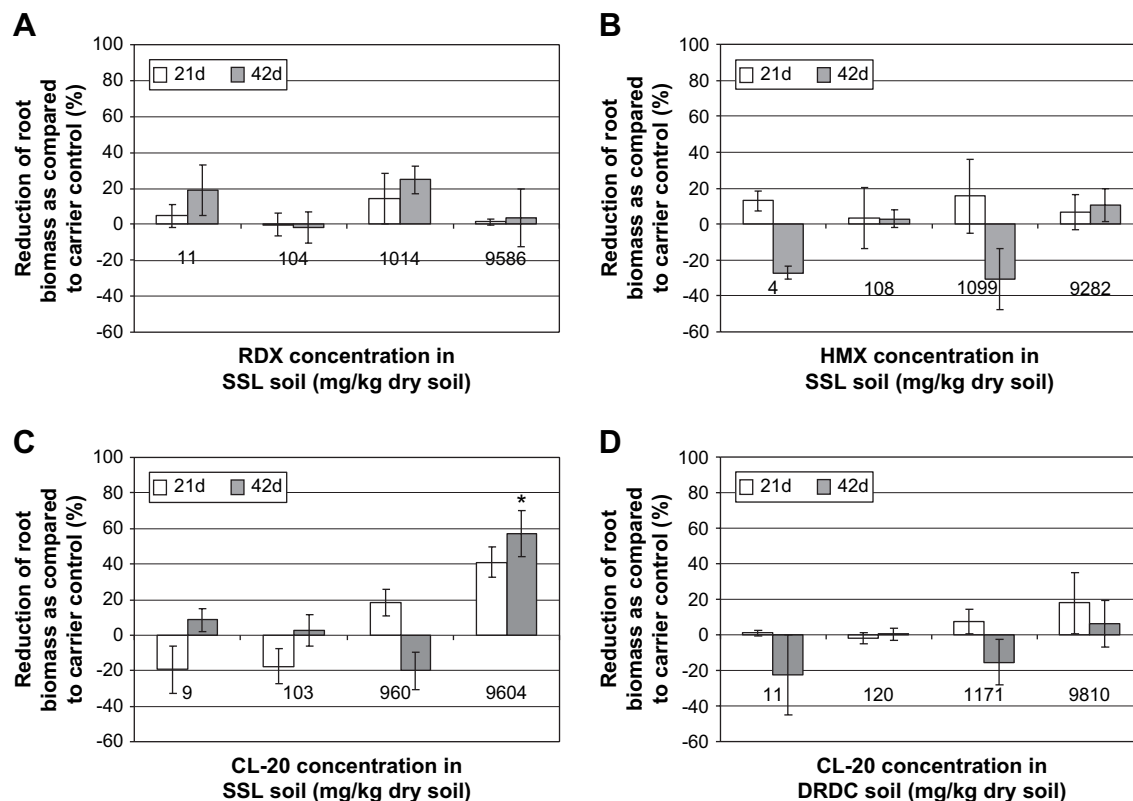 A
Reduction of root
biomass as compared
to carrier control (%)
100
80
60
40
20
0
-20
-40
-60
21d 42d
11 104 1014 9586
RDX concentration in
SSL soil (mg/kg dry soil)
B
Reduction of root
biomass as compared
to carrier control (%)
100
80
60
40
20
0
-20
-40
-60
21d 42d
4 108 1099 9282
HMX concentration in
SSL soil (mg/kg dry soil)
C
Reduction of root
biomass as compared
to carrier control (%)
100
80
60
40
20
0
-20
-40
-60
21d 42d
*
9 103 960 9604
CL-20 concentration in
SSL soil (mg/kg dry soil)
D
Reduction of root
biomass as compared
to carrier control (%)
100
80
60
40
20
0
-20
-40
-60
21d 42d
11 120 1171 9810
CL-20 concentration in
DRDC soil (mg/kg dry soil)